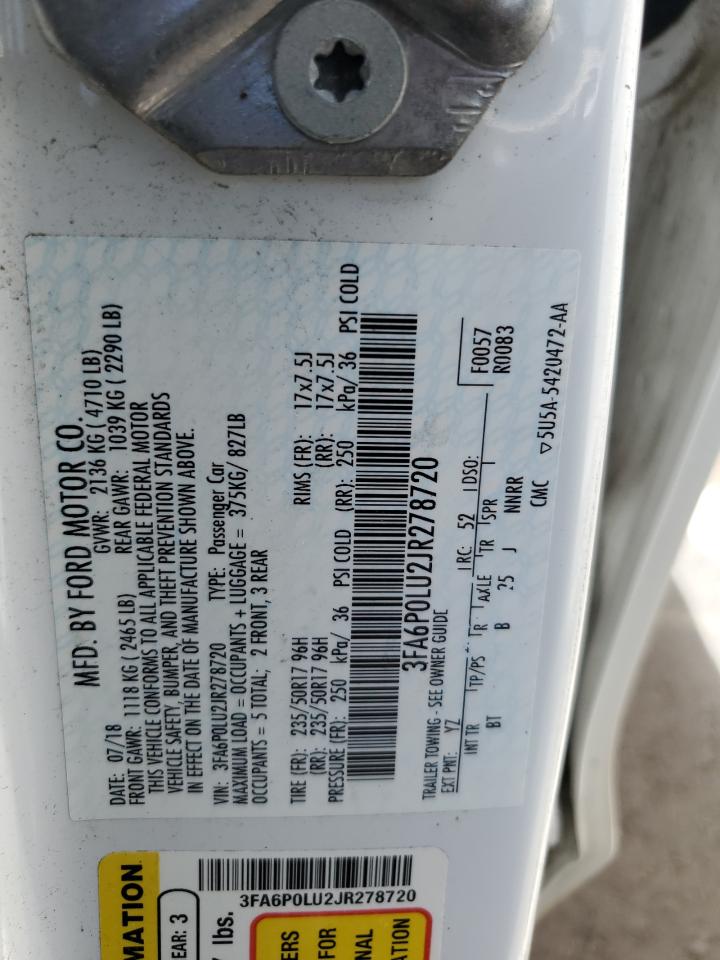 MFD. BY FORD MOTOR CO.
DATE: 07/18 GVWR: 2136 KG ( 4710 LB)
FRONT GAWR: 1118 KG ( 2465 LB) REAR GAWR: 1039 KG ( 2290 LB)
THIS VEHICLE CONFORMS TO ALL APPLICABLE FEDERAL MOTOR
VEHICLE SAFETY, BUMPER, AND THEFT PREVENTION STANDARDS
IN EFFECT ON THE DATE OF MANUFACTURE SHOWN ABOVE.
VIN: 3FA6P0LU2JR278720 TYPE: Passenger Car
MAXIMUM LOAD = OCCUPANTS + LUGGAGE = 375KG/ 827LB
OCCUPANTS = 5 TOTAL; 2 FRONT, 3 REAR
TIRE (FR): 235/50R17 96H RIMS (FR): 17x7.5J
(RR): 235/50R17 96H (RR): 17x7.5J
PRESSURE (FR): 250 kPa/ 36 PSI COLD (RR): 250 kPa/ 36 PSI COLD
3FA6P0LU2JR278720
TRAILER TOWING - SEE OWNER GUIDE
EXT PNT: YZ RC: 52 DSO: F0057
R0083
INT TR TP/PS R AXLE TR SPR
BT B 25 J NNRR
CMC ▽5U5A-5420472-AA
3FA6P0LU2JR278720
MATION
EAR: 3
lbs.
ERS
FOR
NAL
ATION